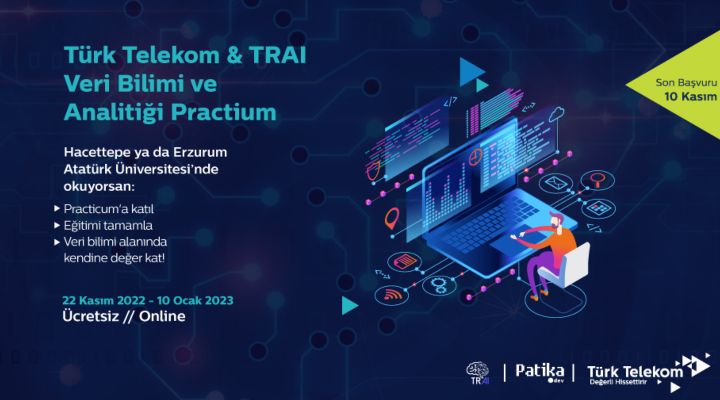 Türk Telekom & TRAI
Veri Bilimi ve
Analitiği Practium
Son Başvuru
10 Kasım
Hacettepe ya da Erzurum
Atatürk Üniversitesi'nde
okuyorsan:
Practicum'a katıl
Eğitimi tamamla
Veri bilimi alanında
kendine değer kat!
22 Kasım 2022 - 10 Ocak 2023
Ücretsiz // Online
TRAI
Patika
.dev
Türk Telekom
Değerli Hissettirir